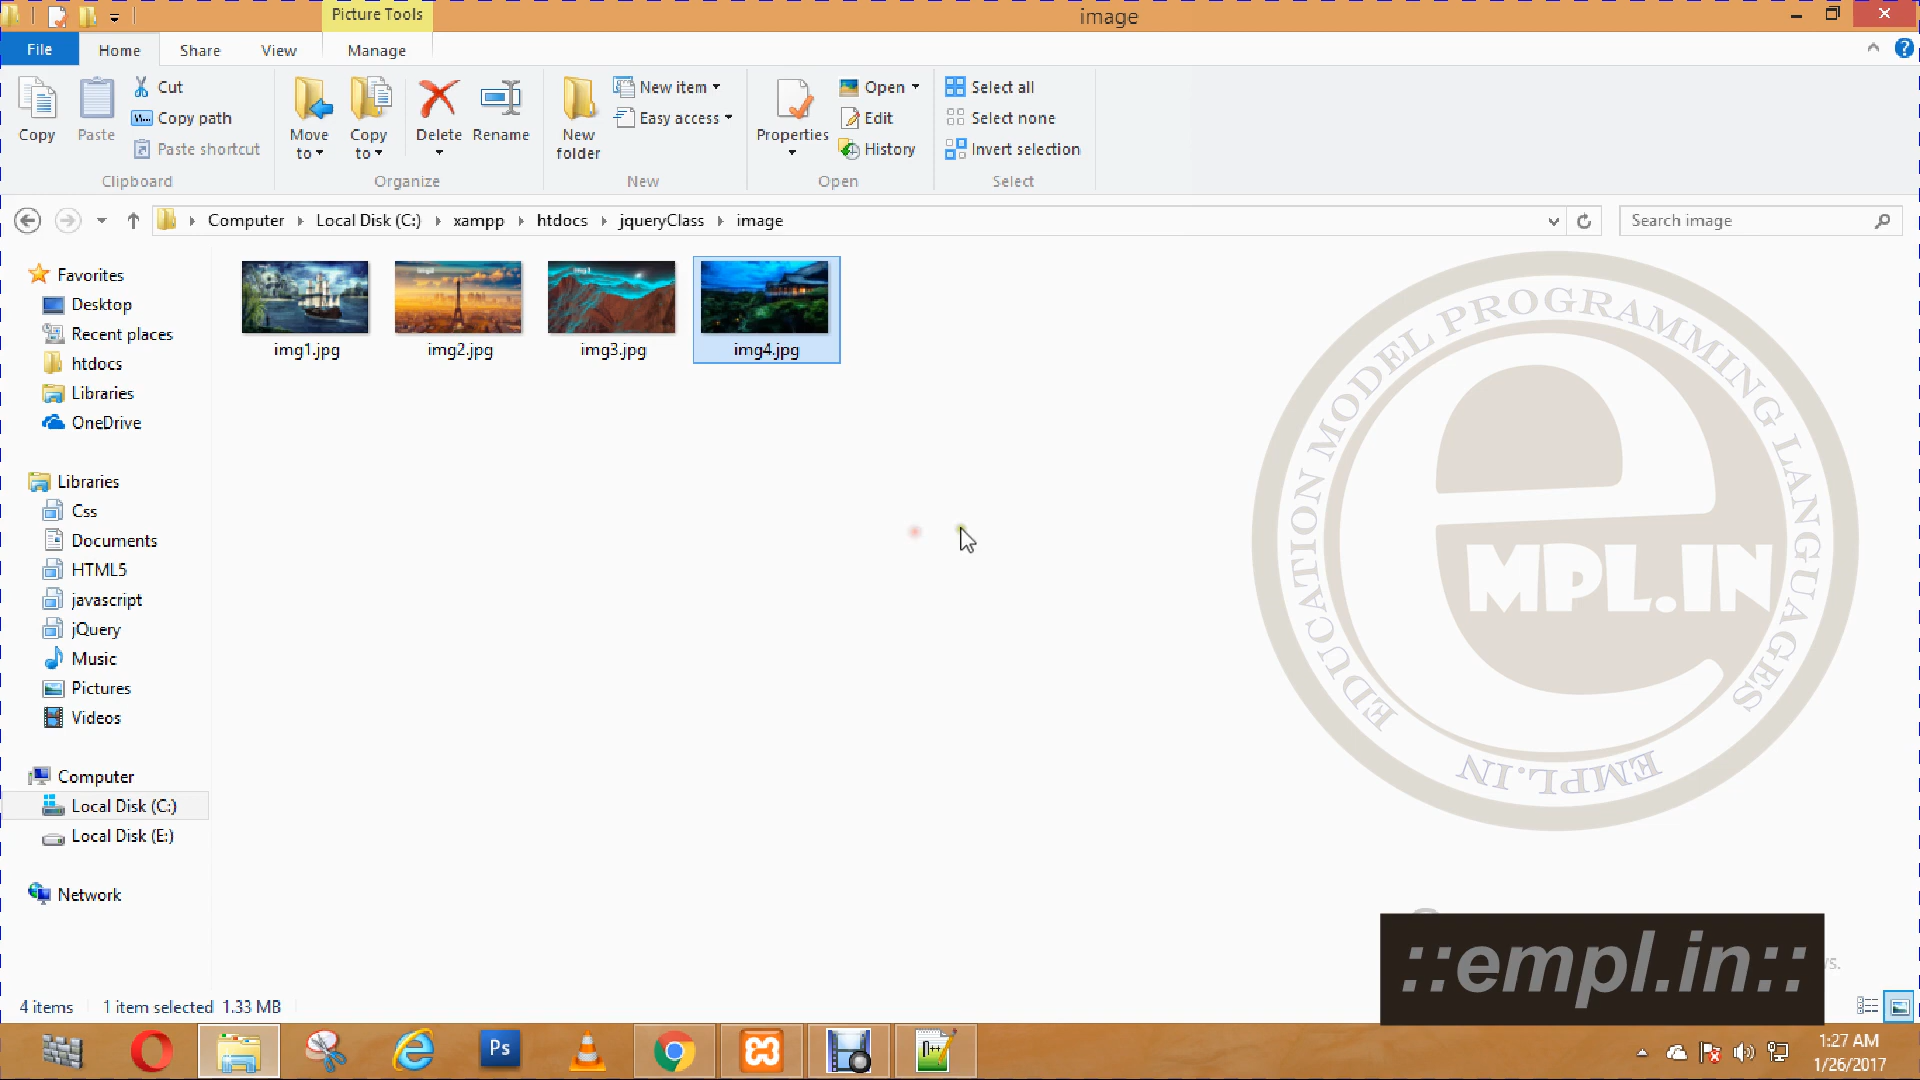 Picture Tools
image
File
Home
Share
View
Manage
Copy
Paste
Cut
Copy path
Paste shortcut
Clipboard
Move to
Copy to
Delete
Rename
Organize
New folder
New item
Easy access
New
Properties
Open
Edit
History
Open
Select all
Select none
Invert selection
Select
Computer
Local Disk (C:)
xampp
htdocs
jqueryClass
image
Search image
Favorites
Desktop
Recent places
htdocs
Libraries
OneDrive
Libraries
Css
Documents
HTML5
javascript
jQuery
Music
Pictures
Videos
Computer
Local Disk (C:)
Local Disk (E:)
Network
img1.jpg
img2.jpg
img3.jpg
img4.jpg
EDUCATION MODEL PROGRAMMING LANGUAGES
eMPL.IN
EMPL.IN
::empl.in::
4 items
1 item selected 1.33 MB
Ps
1:27 AM
1/26/2017